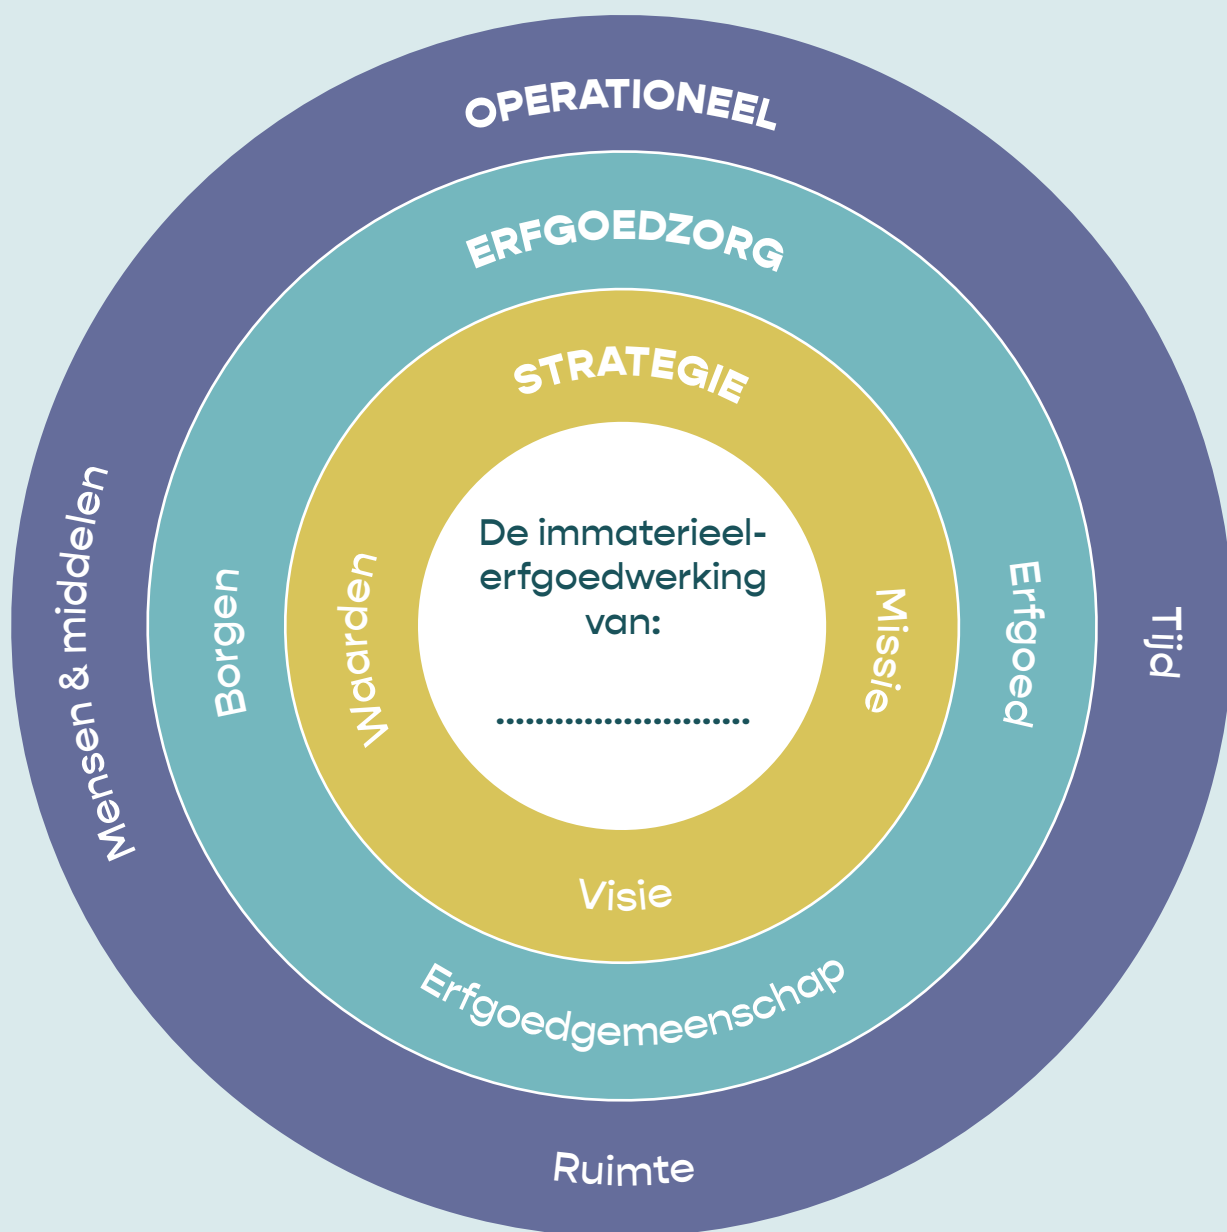 OPERATIONEEL
ERFGOEDZORG
STRATEGIE
De immaterieel-
erfgoedwerking
van:
.........................
Waarden
Missie
Visie
Borgen
Erfgoed
Erfgoedgemeenschap
Mensen & middelen
Tijd
Ruimte